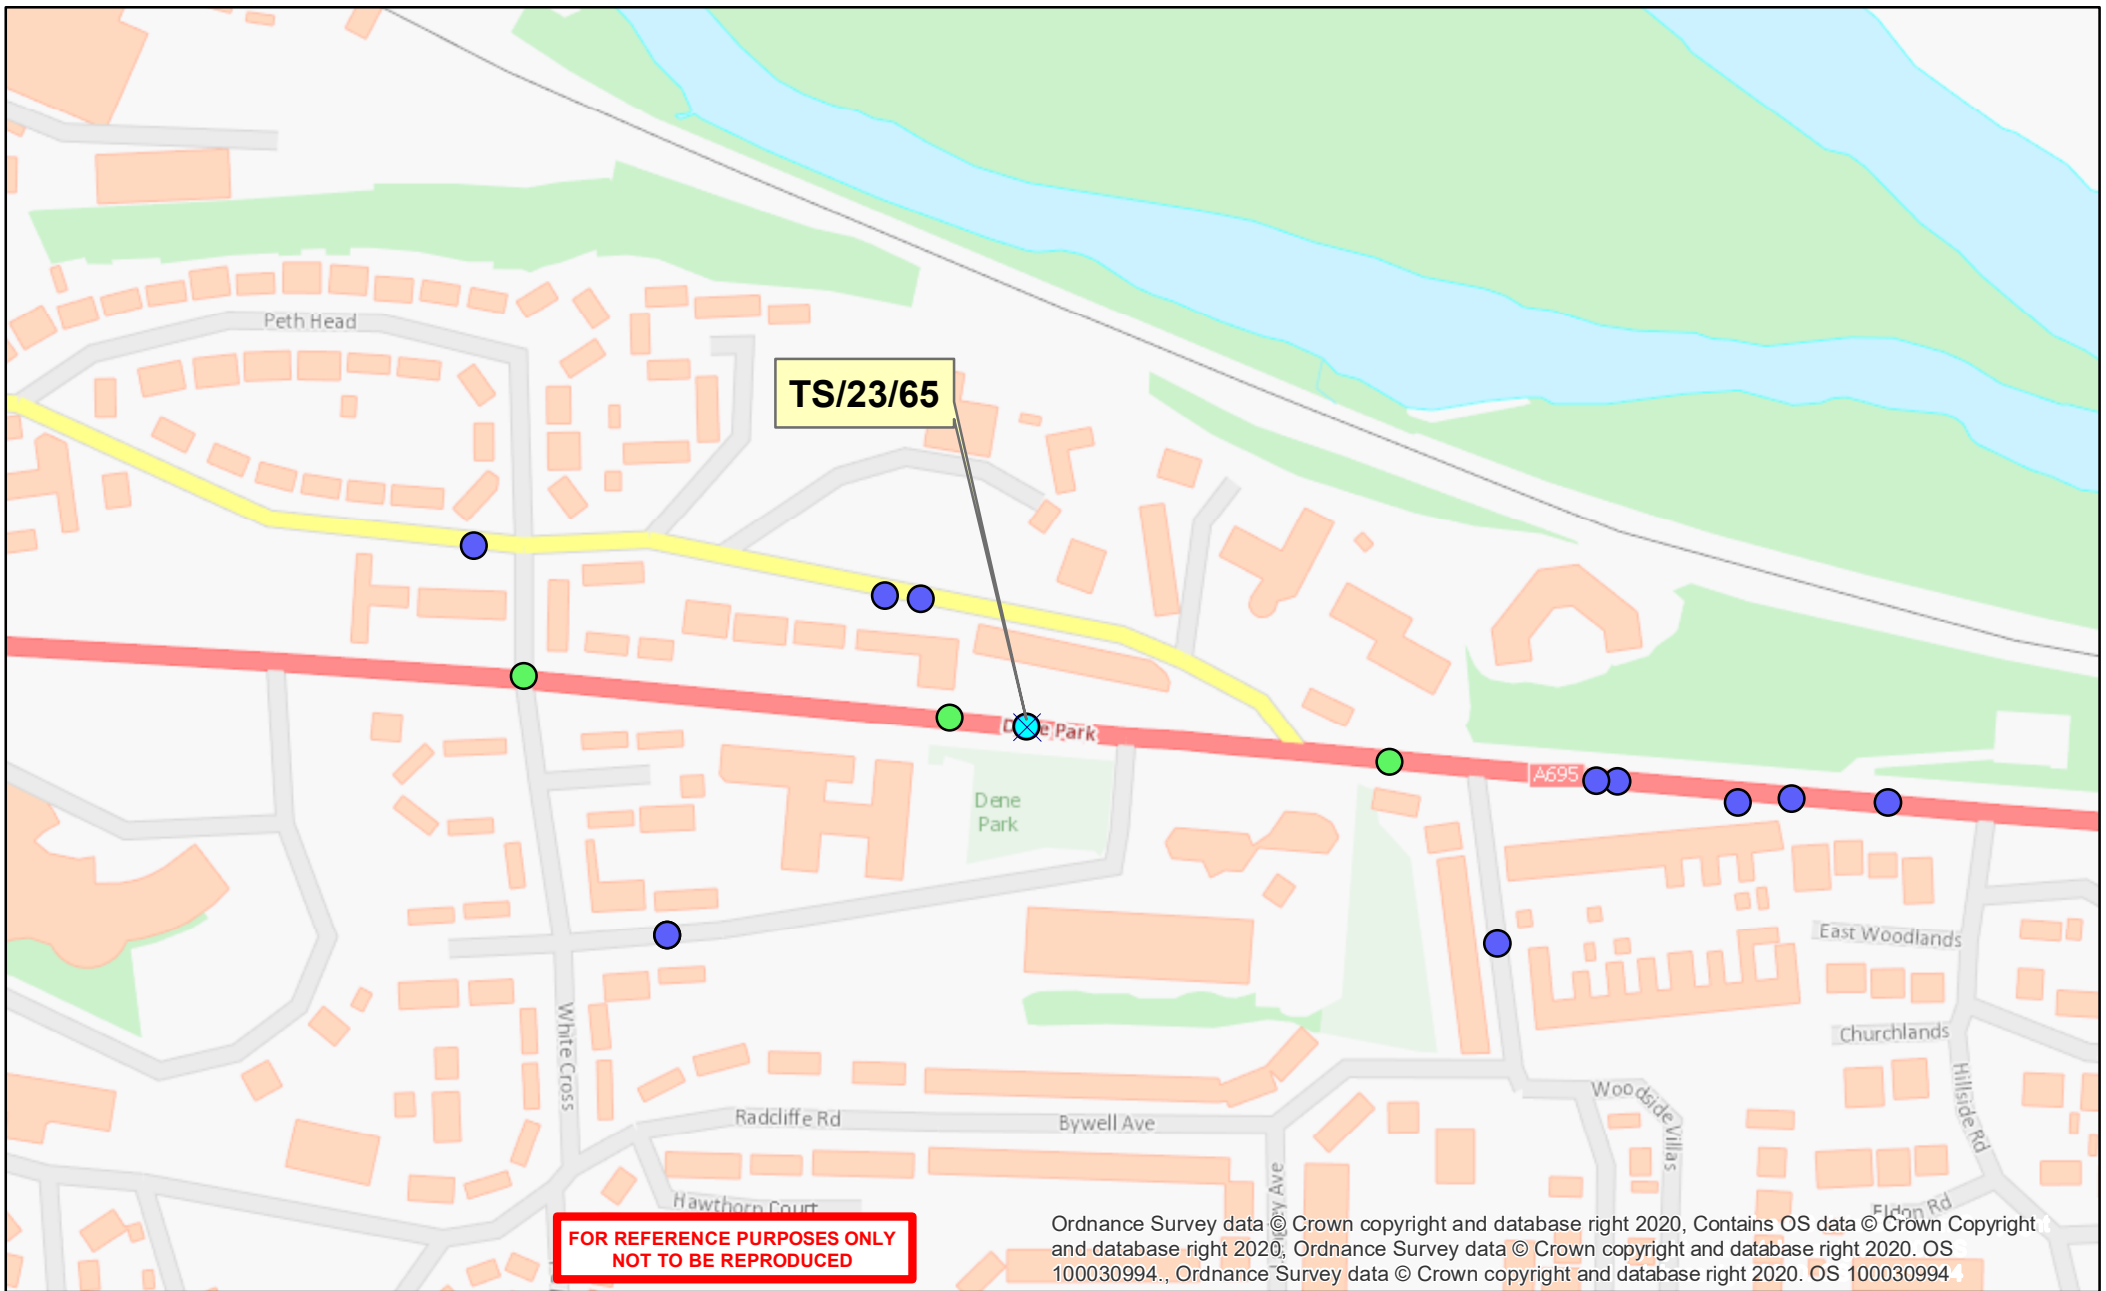 Peth Head
TS/23/65
Dene Park
A695
Dene
Park
East Woodlands
Churchlands
White Cross
Hillside Rd
Woodside Villas
Radcliffe Rd
Bywell Ave
Hawthorn Court
Eldon Rd
Ave
FOR REFERENCE PURPOSES ONLY
NOT TO BE REPRODUCED
Ordnance Survey data © Crown copyright and database right 2020, Contains OS data © Crown Copyright
and database right 2020, Ordnance Survey data © Crown copyright and database right 2020. OS
100030994., Ordnance Survey data © Crown copyright and database right 2020. OS 100030994